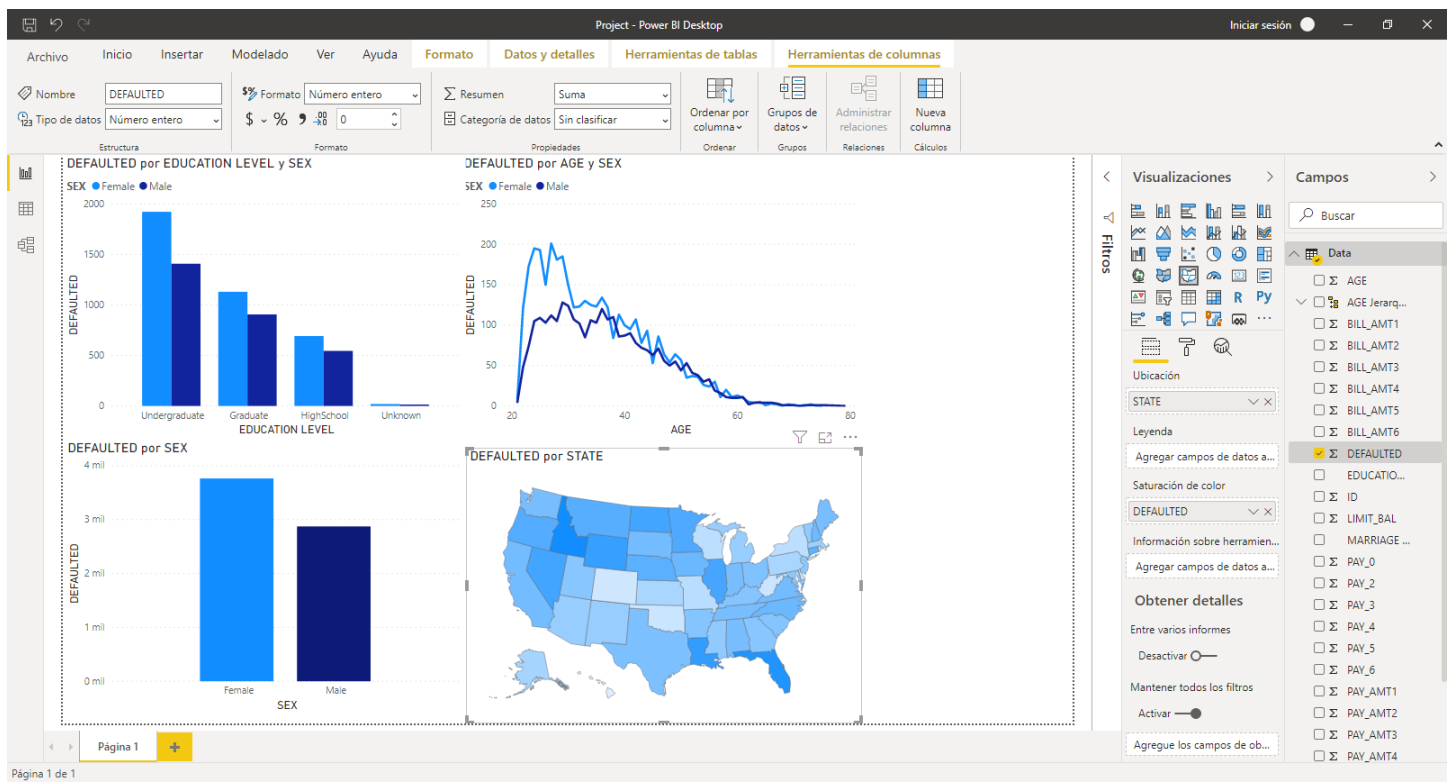 Project - Power BI Desktop
Iniciar sesión
Archivo Inicio Insertar Modelado Ver Ayuda Formato Datos y detalles Herramientas de tablas Herramientas de columnas
Nombre DEFAULTED
Tipo de datos Número entero
Estructura
Formato Número entero
$ % 0
Formato
Resumen Suma
Categoría de datos Sin clasificar
Propiedades
Ordenar por columna
Ordenar
Grupos de datos
Grupos
Administrar relaciones
Relaciones
Nueva columna
Cálculos
DEFAULTED por EDUCATION LEVEL y SEX
SEX Female Male
DEFAULTED
2000
1500
1000
500
0
Undergraduate Graduate HighSchool Unknown
EDUCATION LEVEL
DEFAULTED por AGE y SEX
SEX Female Male
DEFAULTED
250
200
150
100
50
0
20 40 60 80
AGE
DEFAULTED por SEX
DEFAULTED
4 mil
3 mil
2 mil
1 mil
0 mil
Female Male
SEX
DEFAULTED por STATE
Filtros
Visualizaciones
R Py
Ubicación
STATE
Leyenda
Agregar campos de datos a...
Saturación de color
DEFAULTED
Información sobre herramien...
Agregar campos de datos a...
Obtener detalles
Entre varios informes
Desactivar
Mantener todos los filtros
Activar
Agregue los campos de ob...
Campos
Buscar
Data
Σ AGE
AGE Jerarq...
Σ BILL_AMT1
Σ BILL_AMT2
Σ BILL_AMT3
Σ BILL_AMT4
Σ BILL_AMT5
Σ BILL_AMT6
Σ DEFAULTED
EDUCATIO...
Σ ID
Σ LIMIT_BAL
MARRIAGE ...
Σ PAY_0
Σ PAY_2
Σ PAY_3
Σ PAY_4
Σ PAY_5
Σ PAY_6
Σ PAY_AMT1
Σ PAY_AMT2
Σ PAY_AMT3
Σ PAY_AMT4
Página 1
Página 1 de 1